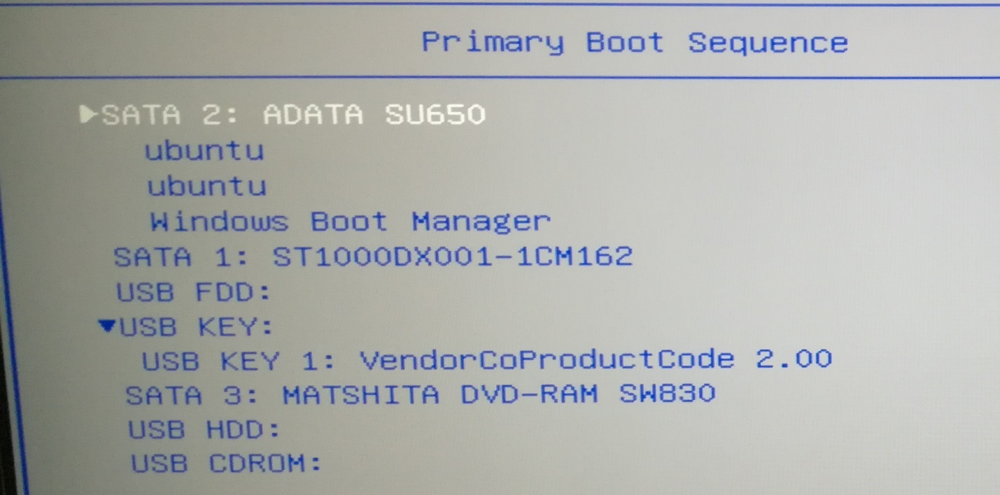 Primary Boot Sequence
▶SATA 2: ADATA SU650
ubuntu
ubuntu
Windows Boot Manager
SATA 1: ST1000DX001-1CM162
USB FDD:
▼USB KEY:
USB KEY 1: VendorCoProductCode 2.00
SATA 3: MATSHITA DVD-RAM SW830
USB HDD:
USB CDROM: